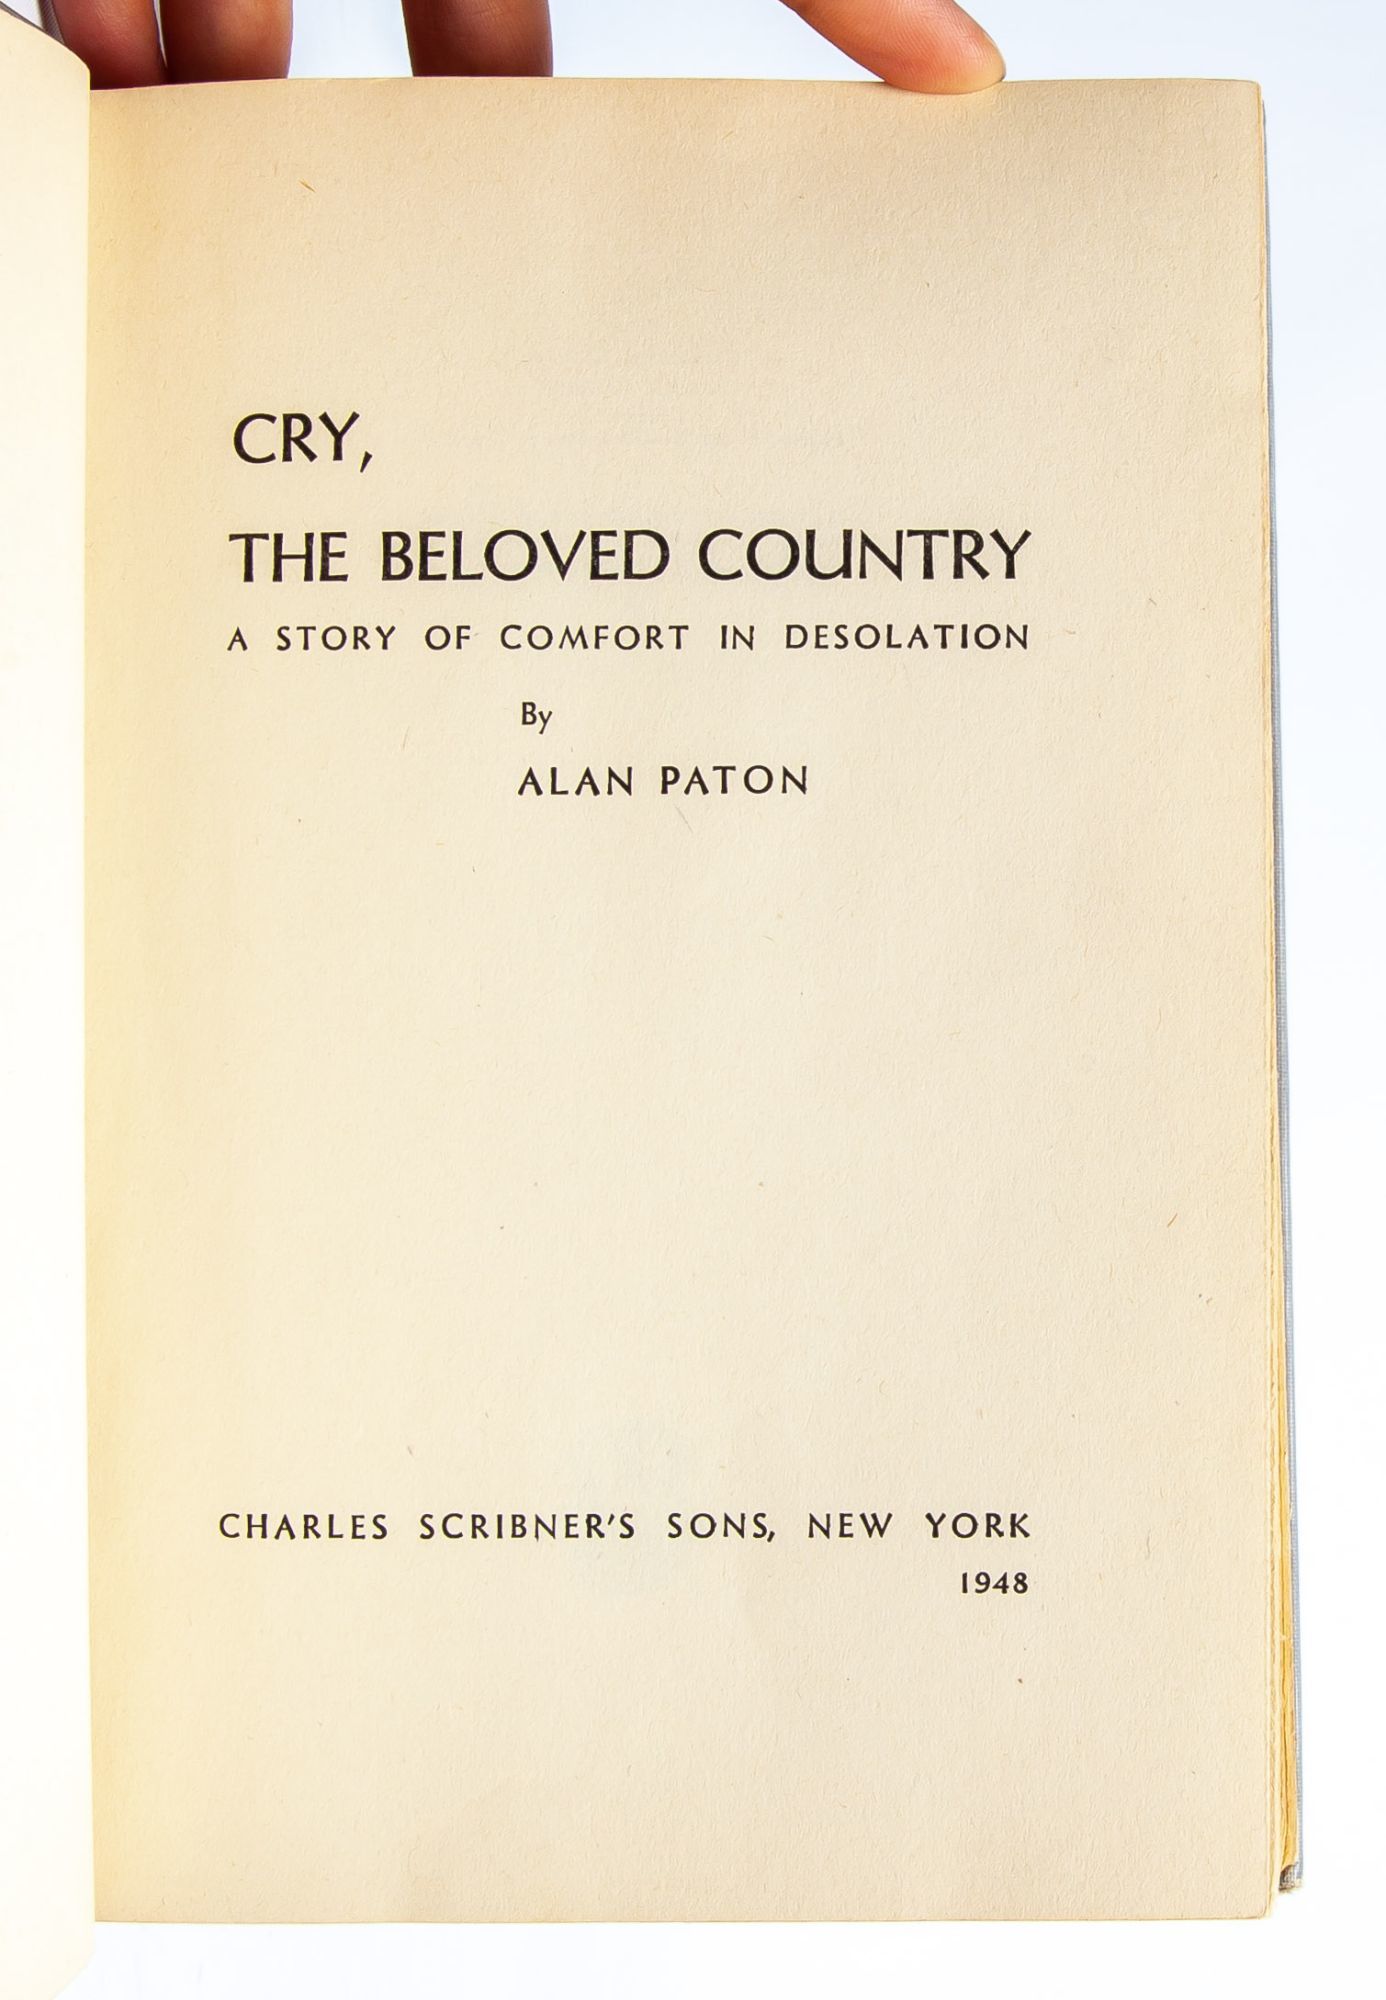 CRY,
THE BELOVED COUNTRY
A STORY OF COMFORT IN DESOLATION
By
ALAN PATON
CHARLES SCRIBNER'S SONS, NEW YORK
1948